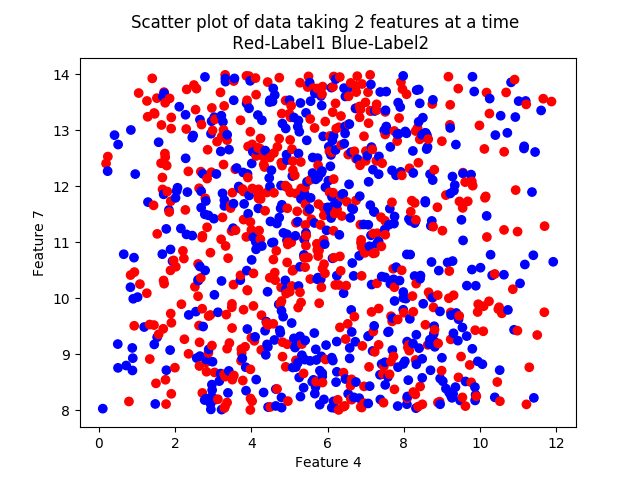 Scatter plot of data taking 2 features at a time
Red-Label1 Blue-Label2
14
13
12
11
10
9
8
Feature 7
0 2 4 6 8 10 12
Feature 4